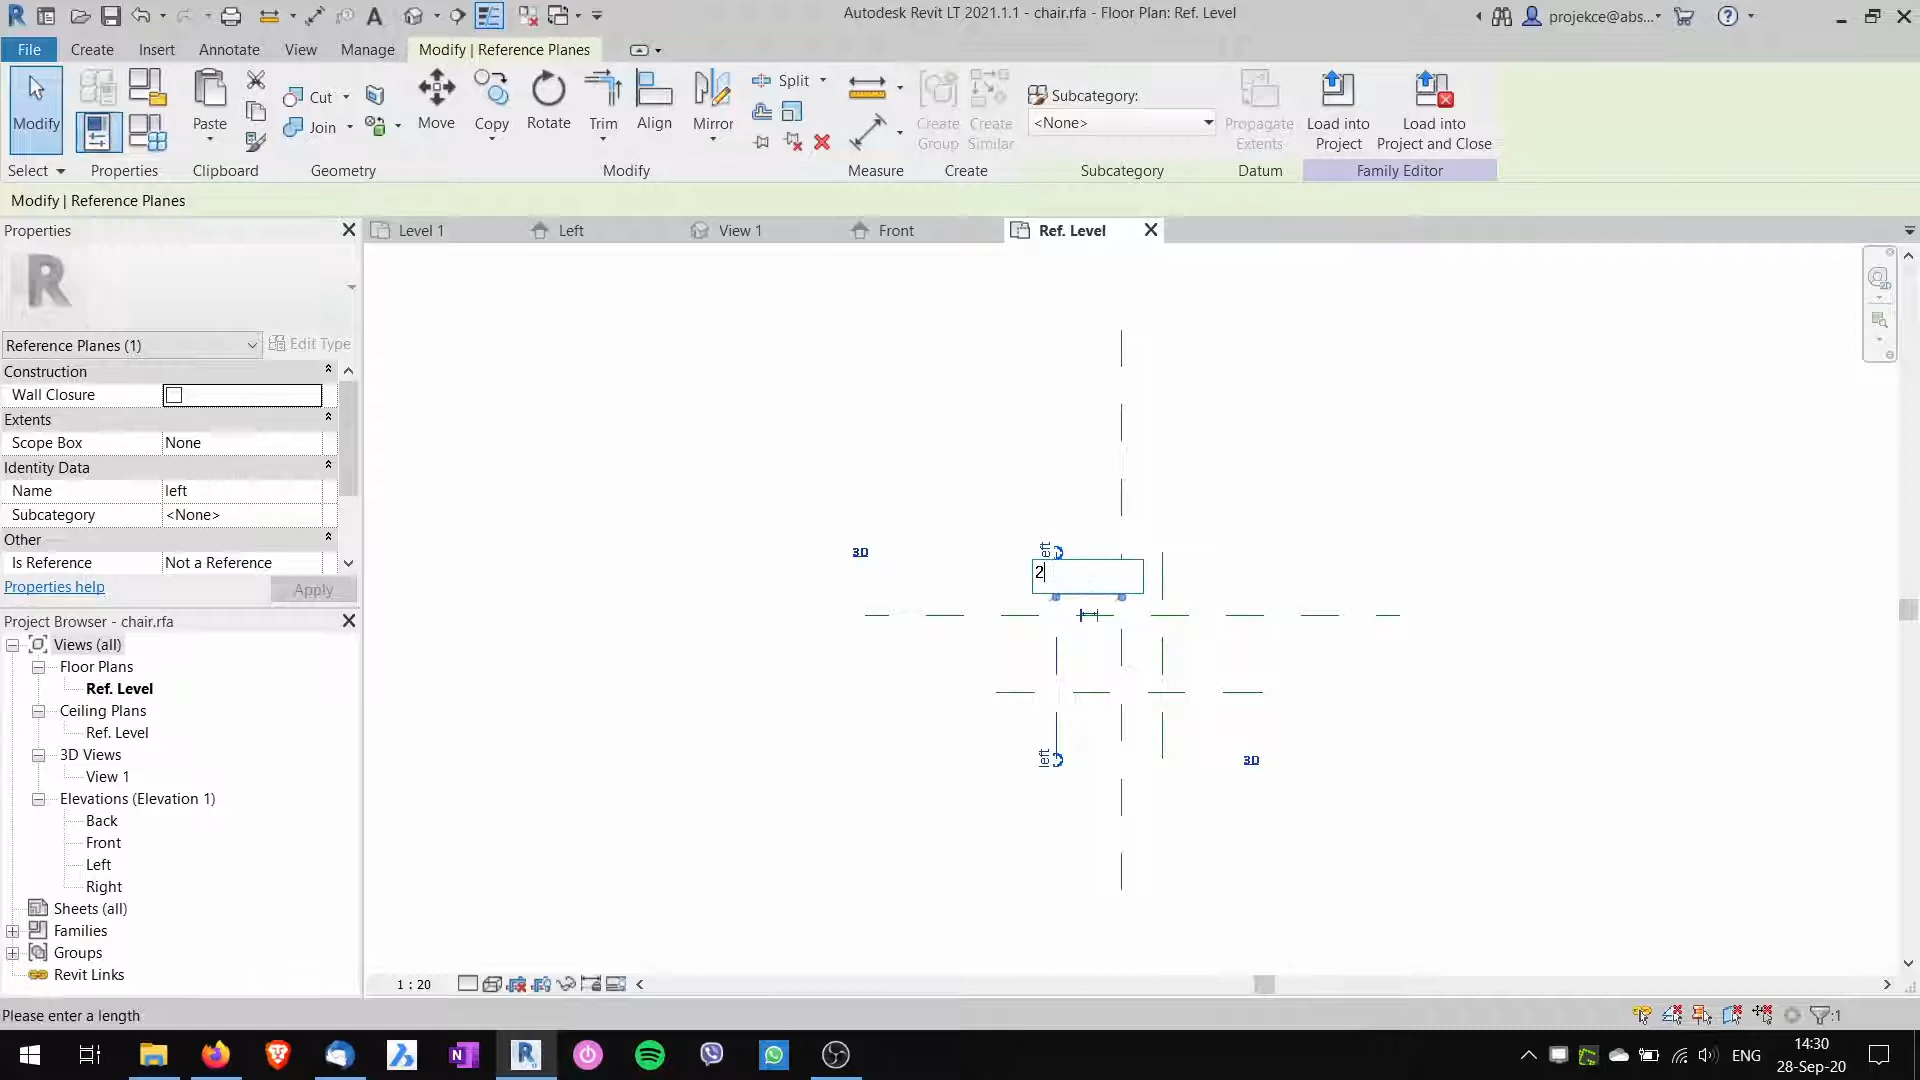 Autodesk Revit LT 2021.1.1 - chair.rfa - Floor Plan: Ref. Level
projekce@abs...
File
Create
Insert
Annotate
View
Manage
Modify | Reference Planes
Modify
Paste
Cut
Join
Move
Copy
Rotate
Trim
Align
Mirror
Split
Create Group
Create Similar
Subcategory:
<None>
Propagate Extents
Load into Project
Load into Project and Close
Select
Properties
Clipboard
Geometry
Modify
Measure
Create
Subcategory
Datum
Family Editor
Modify | Reference Planes
Properties
Level 1
Left
View 1
Front
Ref. Level
Reference Planes (1)
Edit Type
Construction
Wall Closure
Extents
Scope Box None
Identity Data
Name left
Subcategory <None>
Other
Is Reference Not a Reference
Properties help
Apply
Project Browser - chair.rfa
Views (all)
Floor Plans
Ref. Level
Ceiling Plans
Ref. Level
3D Views
View 1
Elevations (Elevation 1)
Back
Front
Left
Right
Sheets (all)
Families
Groups
Revit Links
3D
left
2
left
3D
2D
1 : 20
Please enter a length
:1
ENG
14:30
28-Sep-20